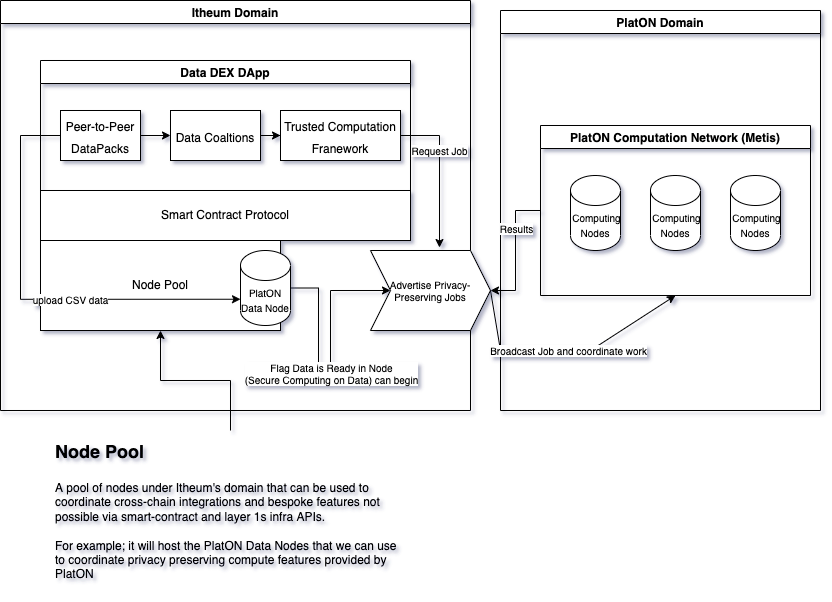 Itheum Domain
PlatON Domain
Data DEX DApp
Peer-to-Peer
DataPacks
Data Coaltions
Trusted Computation
Franework
Request Job
PlatON Computation Network (Metis)
Computing
Nodes
Computing
Nodes
Computing
Nodes
Smart Contract Protocol
Results
Node Pool
PlatON
Data Node
upload CSV data
Advertise Privacy-
Preserving Jobs
Broadcast Job and coordinate work
Flag Data is Ready in Node
(Secure Computing on Data) can begin
Node Pool
A pool of nodes under Itheum's domain that can be used to
coordinate cross-chain integrations and bespoke features not
possible via smart-contract and layer 1s infra APIs.
For example; it will host the PlatON Data Nodes that we can use
to coordinate privacy preserving compute features provided by
PlatON